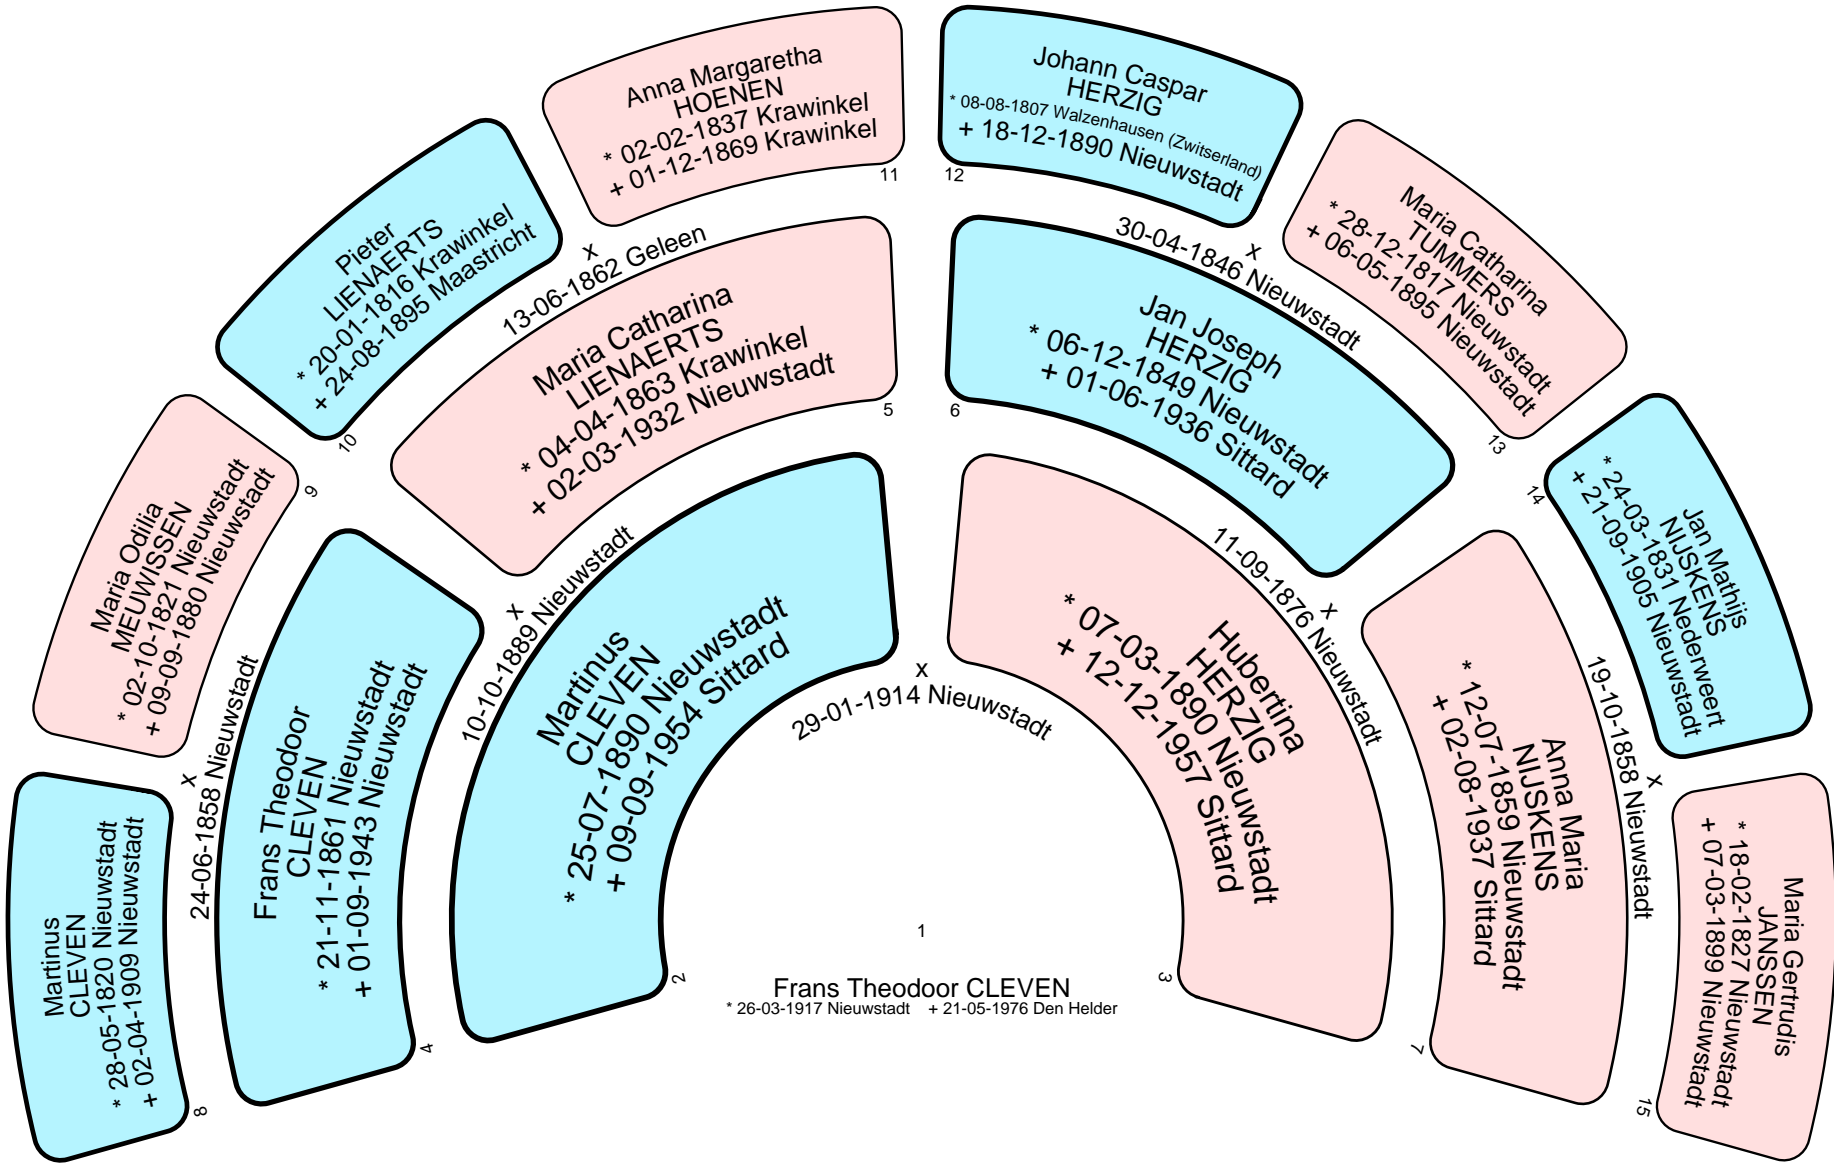 Anna Margaretha
HOENEN
* 02-02-1837 Krawinkel
+ 01-12-1869 Krawinkel
11
Johann Caspar
HERZIG
* 08-08-1807 Walzenhausen (Zwitserland)
+ 18-12-1890 Nieuwstadt
12
Pieter
LIENAERTS
* 20-01-1816 Krawinkel
+ 24-08-1895 Maastricht
10
x
13-06-1862 Geleen
x
30-04-1846 Nieuwstadt
Maria Catharina
TUMMERS
* 28-12-1817 Nieuwstadt
+ 06-05-1895 Nieuwstadt
13
Maria Catharina
LIENAERTS
* 04-04-1863 Krawinkel
+ 02-03-1932 Nieuwstadt
5
Jan Joseph
HERZIG
* 06-12-1849 Nieuwstadt
+ 01-06-1936 Sittard
6
Maria Odilia
MEUWISSEN
* 02-10-1821 Nieuwstadt
+ 09-09-1880 Nieuwstadt
9
Jan Mathijs
NIJSKENS
* 24-03-1831 Nederweert
+ 21-09-1905 Nieuwstadt
14
x
10-10-1889 Nieuwstadt
x
11-09-1876 Nieuwstadt
x
24-06-1858 Nieuwstadt
Frans Theodoor
CLEVEN
* 21-11-1861 Nieuwstadt
+ 01-09-1943 Nieuwstadt
4
Martinus
CLEVEN
* 25-07-1890 Nieuwstadt
+ 09-09-1954 Sittard
2
x
29-01-1914 Nieuwstadt
Hubertina
HERZIG
* 07-03-1890 Nieuwstadt
+ 12-12-1957 Sittard
3
Anna Maria
NIJSKENS
* 12-07-1859 Nieuwstadt
+ 02-08-1937 Sittard
7
x
19-10-1858 Nieuwstadt
Martinus
CLEVEN
* 28-05-1820 Nieuwstadt
+ 02-04-1909 Nieuwstadt
8
Maria Gertrudis
JANSSEN
* 18-02-1827 Nieuwstadt
+ 07-03-1899 Nieuwstadt
15
1
Frans Theodoor CLEVEN
* 26-03-1917 Nieuwstadt + 21-05-1976 Den Helder